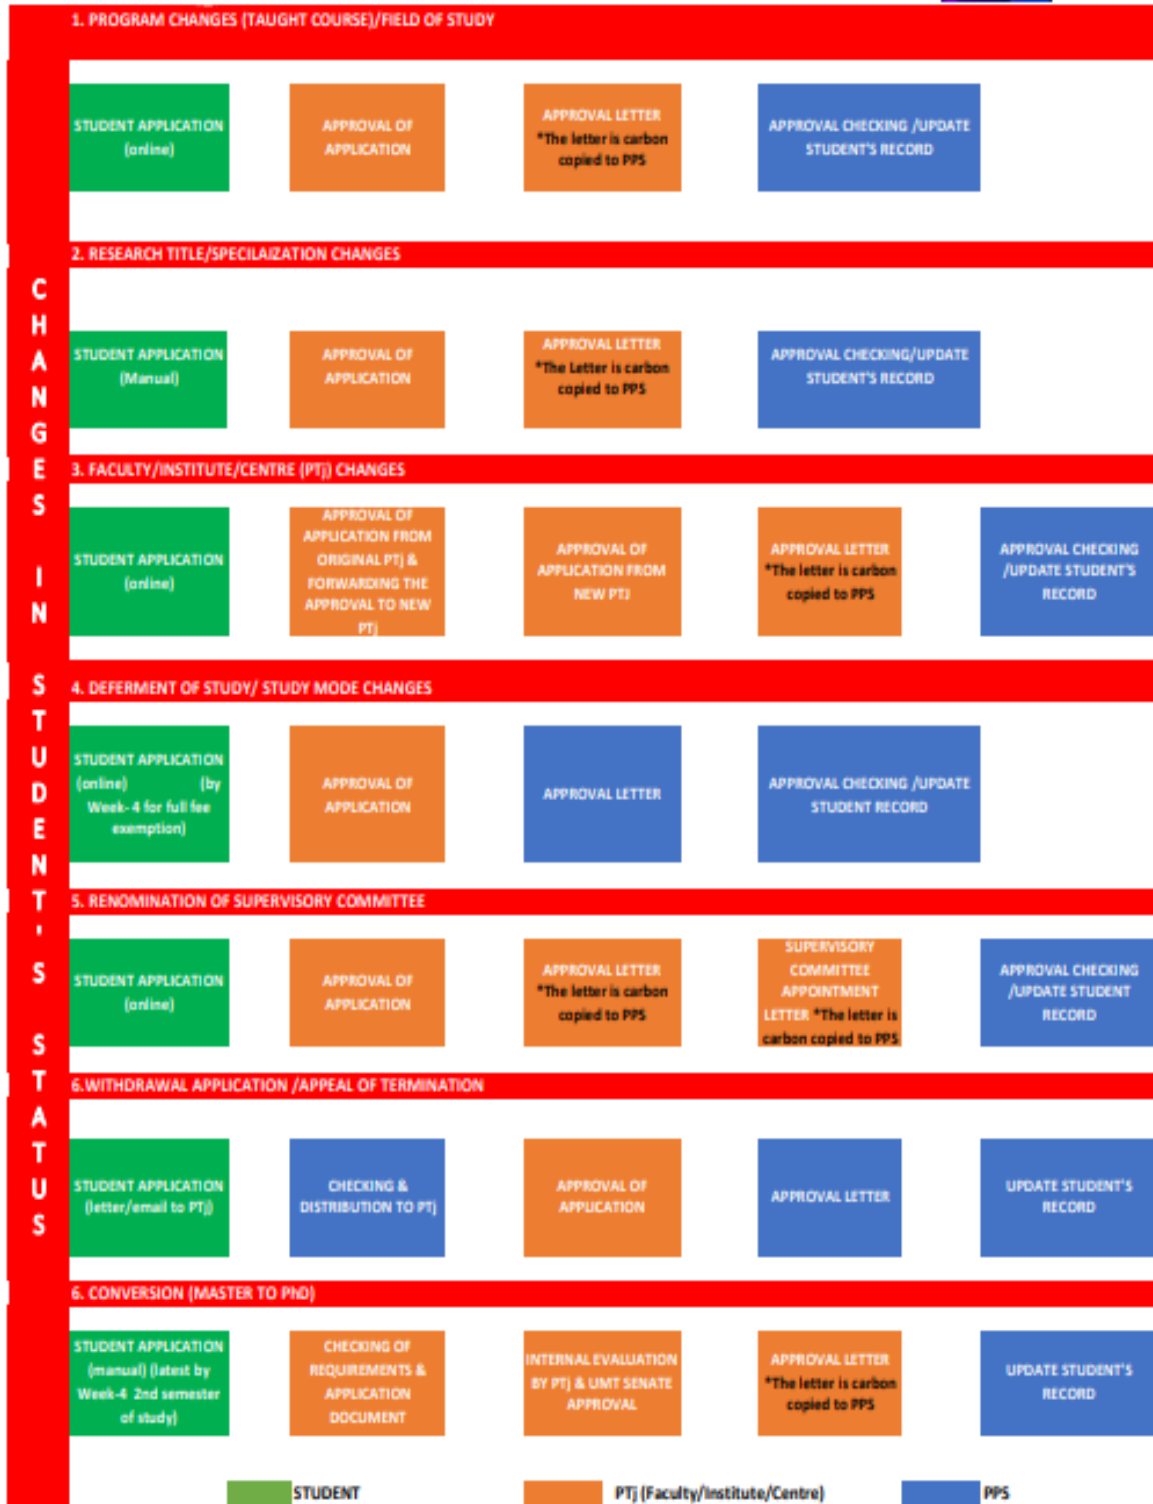 1. PROGRAM CHANGES (TAUGHT COURSE)/FIELD OF STUDY
STUDENT APPLICATION
(online)
APPROVAL OF
APPLICATION
APPROVAL LETTER
*The letter is carbon
copied to PPS
APPROVAL CHECKING /UPDATE
STUDENT'S RECORD
2. RESEARCH TITLE/SPECILAIZATION CHANGES
STUDENT APPLICATION
(Manual)
APPROVAL OF
APPLICATION
APPROVAL LETTER
*The Letter is carbon
copied to PPS
APPROVAL CHECKING/UPDATE
STUDENT'S RECORD
3. FACULTY/INSTITUTE/CENTRE (PTj) CHANGES
STUDENT APPLICATION
(online)
APPROVAL OF
APPLICATION FROM
ORIGINAL PTj &
FORWARDING THE
APPROVAL TO NEW
PTj
APPROVAL OF
APPLICATION FROM
NEW PTJ
APPROVAL LETTER
*The letter is carbon
copied to PPS
APPROVAL CHECKING
/UPDATE STUDENT'S
RECORD
4. DEFERMENT OF STUDY/ STUDY MODE CHANGES
STUDENT APPLICATION
(online) (by
Week- 4 for full fee
exemption)
APPROVAL OF
APPLICATION
APPROVAL LETTER
APPROVAL CHECKING /UPDATE
STUDENT RECORD
5. RENOMINATION OF SUPERVISORY COMMITTEE
STUDENT APPLICATION
(online)
APPROVAL OF
APPLICATION
APPROVAL LETTER
*The letter is carbon
copied to PPS
SUPERVISORY
COMMITTEE
APPOINTMENT
LETTER *The letter is
carbon copied to PPS
APPROVAL CHECKING
/UPDATE STUDENT
RECORD
6.WITHDRAWAL APPLICATION /APPEAL OF TERMINATION
STUDENT APPLICATION
(letter/email to PTj)
CHECKING &
DISTRIBUTION TO PTj
APPROVAL OF
APPLICATION
APPROVAL LETTER
UPDATE STUDENT'S
RECORD
6. CONVERSION (MASTER TO PhD)
STUDENT APPLICATION
(manual) (latest by
Week-4 2nd semester
of study)
CHECKING OF
REQUIREMENTS &
APPLICATION
DOCUMENT
INTERNAL EVALUATION
BY PTj & UMT SENATE
APPROVAL
APPROVAL LETTER
*The letter is carbon
copied to PPS
UPDATE STUDENT'S
RECORD
CHANGES IN STUDENT'S STATUS
STUDENT
PTj (Faculty/Institute/Centre)
PPS